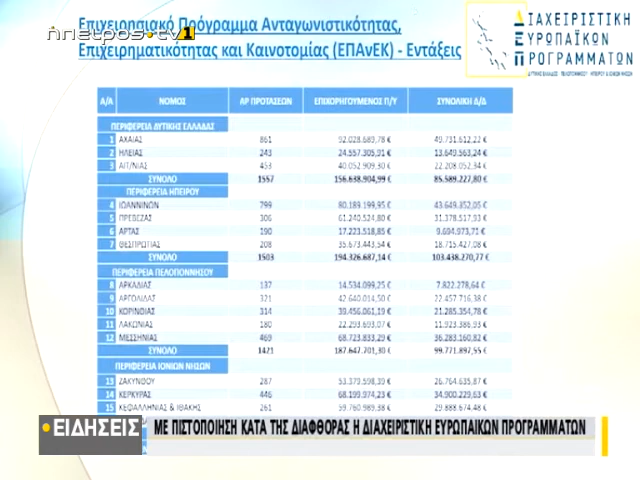 Επιχειρησιακό Πρόγραμμα Ανταγωνιστικότητας,
Επιχειρηματικότητας και Καινοτομίας (ΕΠΑνΕΚ) - Εντάξεις
ηπειρος·tv1
ΔΙΑΧΕΙΡΙΣΤΙΚΗ
ΕΥΡΩΠΑΪΚΩΝ
ΠΡΟΓΡΑΜΜΑΤΩΝ
Α/Α ΝΟΜΟΣ ΑΡ ΠΡΟΤΑΣΕΩΝ ΕΠΙΧΟΡΗΓΟΥΜΕΝΟΣ Π/Υ ΣΥΝΟΛΙΚΗ Δ/Δ
ΠΕΡΙΦΕΡΕΙΑ ΔΥΤΙΚΗΣ ΕΛΛΑΔΑΣ
1 ΑΧΑΙΑΣ 861 92.028.689,78 € 49.731.612,22 €
2 ΗΛΕΙΑΣ 243 24.557.305,91 € 13.649.563,24 €
3 ΑΙΤ/ΝΙΑΣ 453 40.052.909,30 € 22.208.052,34 €
ΣΥΝΟΛΟ 1557 156.638.904,99 € 85.589.227,80 €
ΠΕΡΙΦΕΡΕΙΑ ΗΠΕΙΡΟΥ
4 ΙΩΑΝΝΙΝΩΝ 799 80.189.199,95 € 43.649.352,05 €
5 ΠΡΕΒΕΖΑΣ 306 61.240.524,80 € 31.378.517,93 €
6 ΑΡΤΑΣ 190 17.223.518,85 € 9.694.973,71 €
7 ΘΕΣΠΡΩΤΙΑΣ 208 35.673.443,54 € 18.715.427,08 €
ΣΥΝΟΛΟ 1503 194.326.687,14 € 103.438.270,77 €
ΠΕΡΙΦΕΡΕΙΑ ΠΕΛΟΠΟΝΝΗΣΟΥ
8 ΑΡΚΑΔΙΑΣ 137 14.534.099,25 € 7.822.278,64 €
9 ΑΡΓΟΛΙΔΑΣ 321 42.640.014,50 € 22.457.716,38 €
10 ΚΟΡΙΝΘΙΑΣ 314 39.456.061,19 € 21.285.354,78 €
11 ΛΑΚΩΝΙΑΣ 180 22.293.693,07 € 11.923.386,93 €
12 ΜΕΣΣΗΝΙΑΣ 469 68.723.833,29 € 36.283.160,82 €
ΣΥΝΟΛΟ 1421 187.647.701,30 € 99.771.897,55 €
ΠΕΡΙΦΕΡΕΙΑ ΙΟΝΙΩΝ ΝΗΣΩΝ
13 ΖΑΚΥΝΘΟΥ 287 53.379.598,39 € 26.764.635,87 €
14 ΚΕΡΚΥΡΑΣ 446 68.199.974,23 € 34.900.229,63 €
15 ΚΕΦΑΛΛΗΝΙΑΣ & ΙΘΑΚΗΣ 261 59.760.989,38 € 29.888.674,48 €
ΕΙΔΗΣΕΙΣ
ΜΕ ΠΙΣΤΟΠΟΙΗΣΗ ΚΑΤΑ ΤΗΣ ΔΙΑΦΘΟΡΑΣ Η ΔΙΑΧΕΙΡΙΣΤΙΚΗ ΕΥΡΩΠΑΙΚΩΝ ΠΡΟΓΡΑΜΜΑΤΩΝ